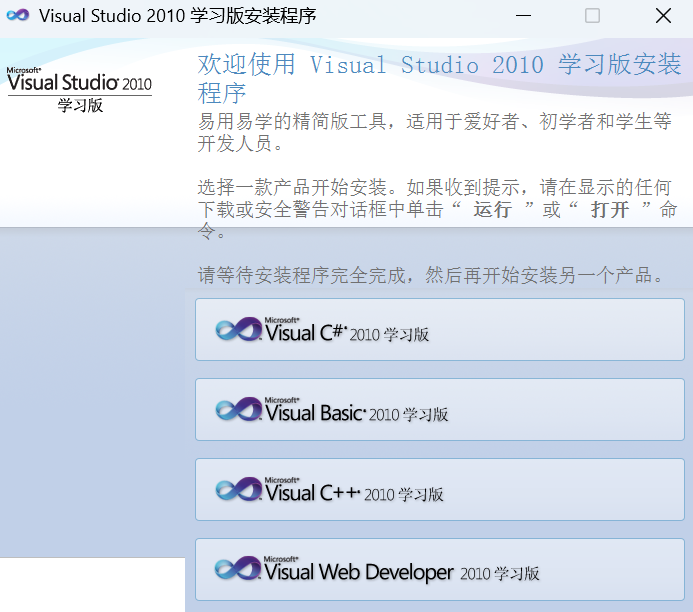 Visual Studio 2010 学习版安装程序
Microsoft®
Visual Studio® 2010
学习版
欢迎使用 Visual Studio 2010 学习版安装
程序
易用易学的精简版工具，适用于爱好者、初学者和学生等
开发人员。
选择一款产品开始安装。如果收到提示，请在显示的任何
下载或安全警告对话框中单击“ 运行 ”或“ 打开 ”命
令。
请等待安装程序完全完成，然后再开始安装另一个产品。
Microsoft®
Visual C#® 2010 学习版
Microsoft®
Visual Basic® 2010 学习版
Microsoft®
Visual C++® 2010 学习版
Microsoft®
Visual Web Developer 2010 学习版